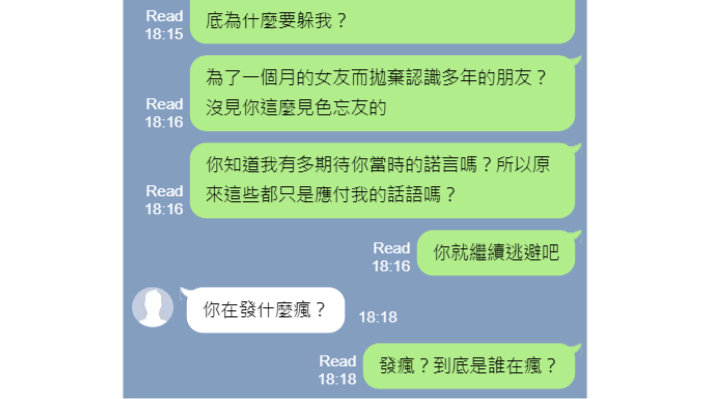 Read
18:15
底為什麼要躲我？
為了一個月的女友而拋棄認識多年的朋友？
沒見你這麼見色忘友的
Read
18:16
你知道我有多期待你當時的諾言嗎？所以原
來這些都只是應付我的話語嗎？
Read
18:16
你就繼續逃避吧
Read
18:16
你在發什麼瘋？
18:18
發瘋？到底是誰在瘋？
Read
18:18